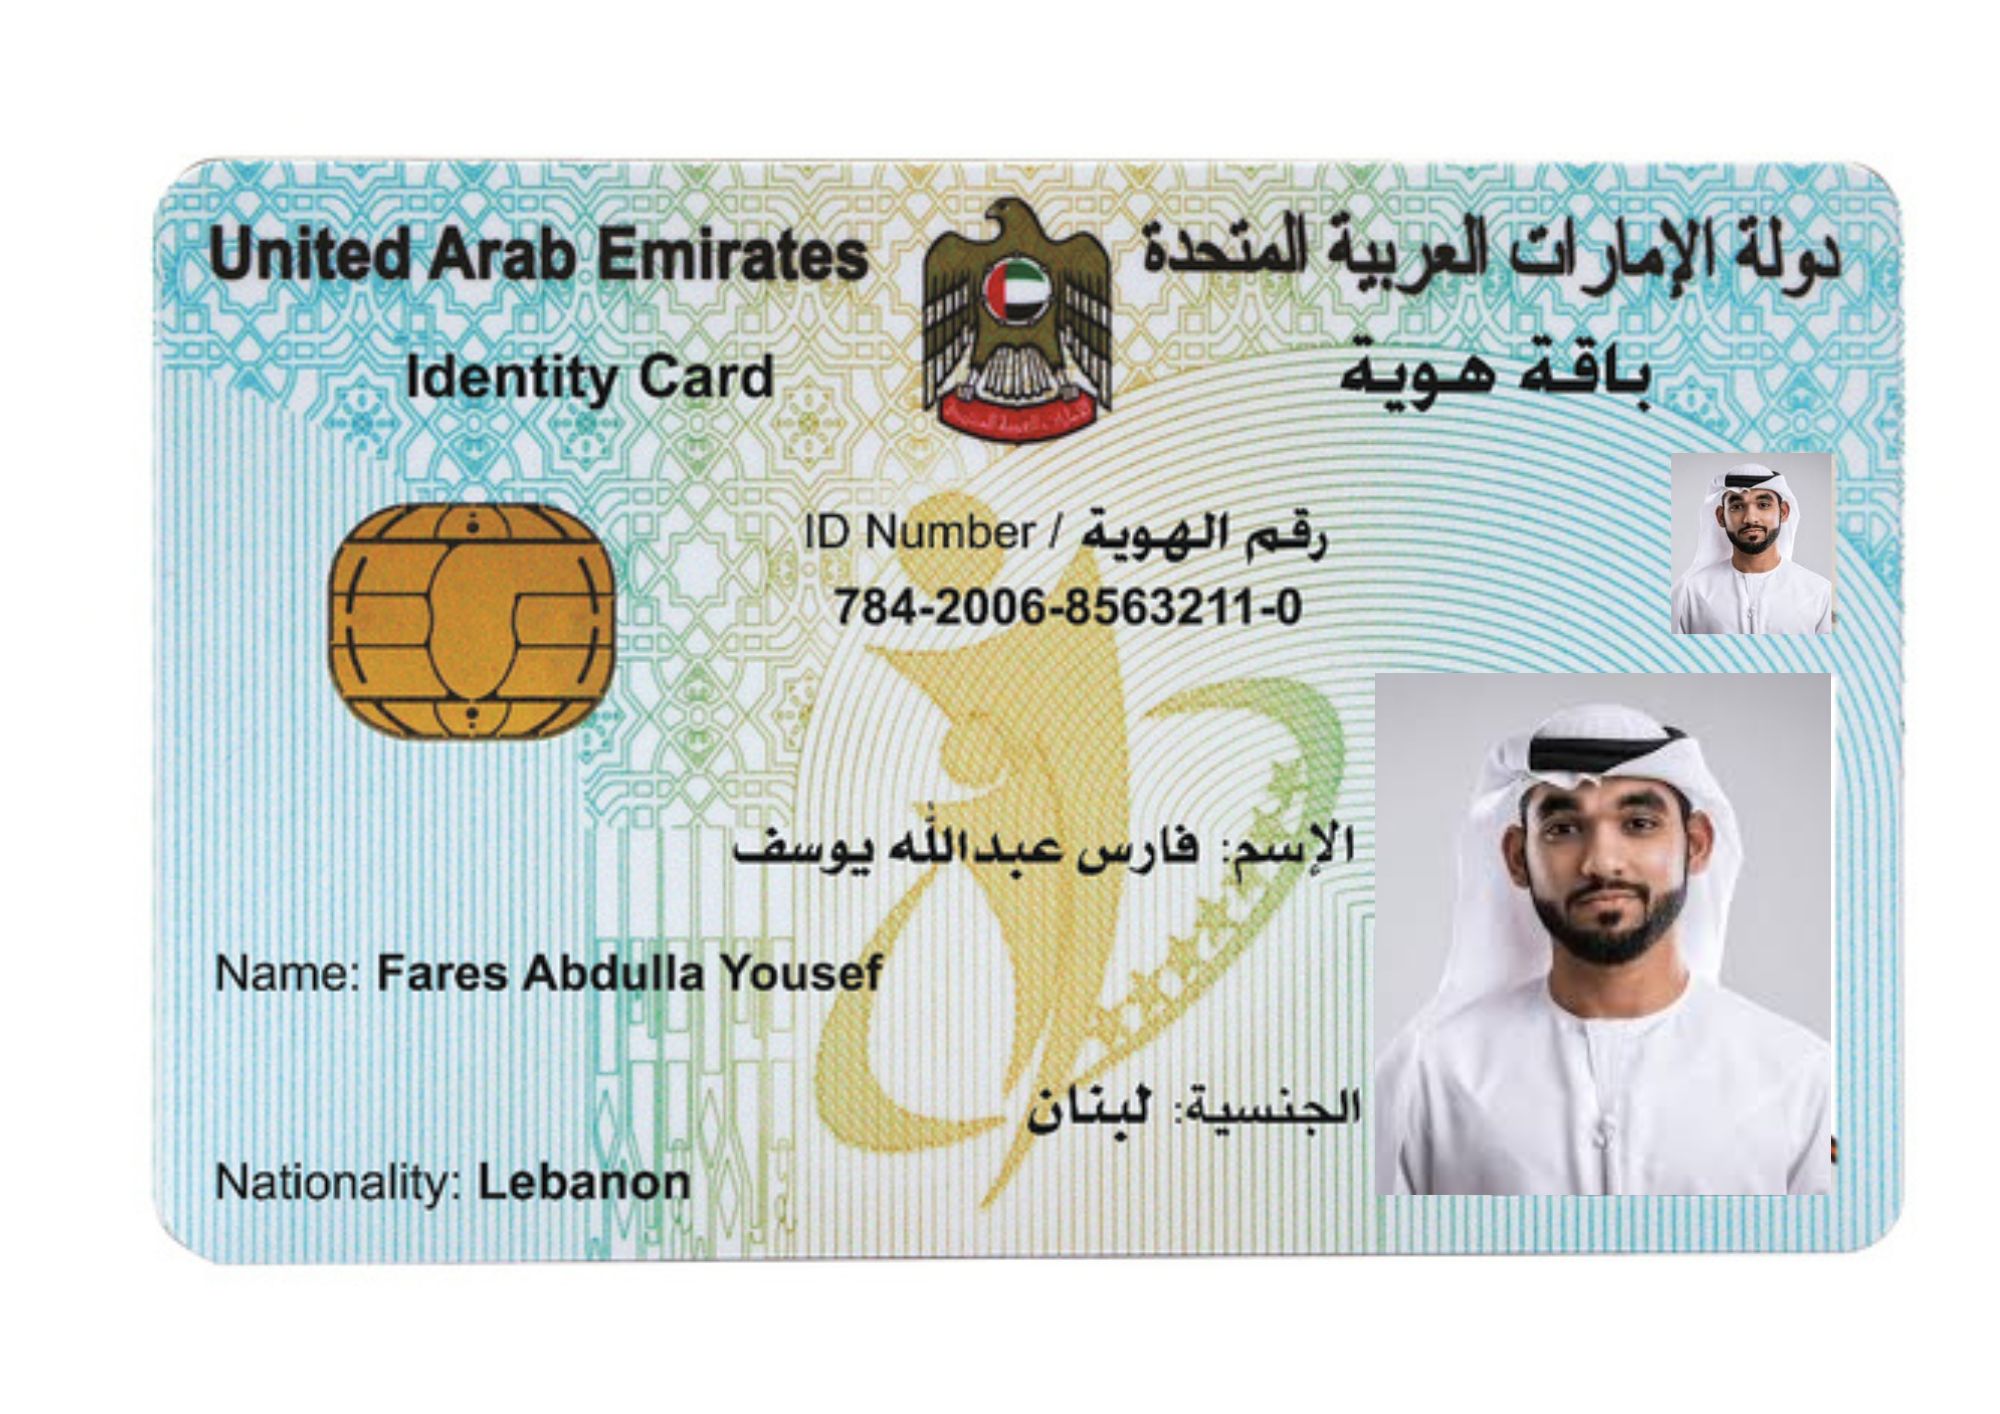 United Arab Emirates
دولة الإمارات العربية المتحدة
Identity Card
باقة هوية
ID Number / رقم الهوية
784-2006-8563211-0
الإسم: فارس عبدالله يوسف
Name: Fares Abdulla Yousef
الجنسية: لبنان
Nationality: Lebanon